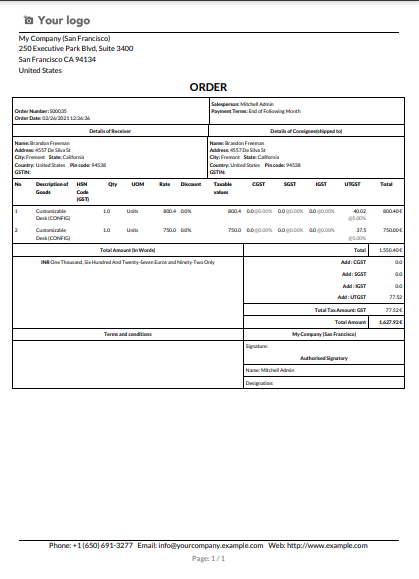 Your logo
My Company (San Francisco)
250 Executive Park Blvd, Suite 3400
San Francisco CA 94134
United States
ORDER
Order Number: S00035
Order Date: 03/26/2021 12:36:36
Salesperson: Mitchell Admin
Payment Terms: End of Following Month
Details of Receiver
Details of Consignee(shipped to)
Name: Brandon Freeman
Address: 4557 De Silva St
City: Fremont State: California
Country: United States Pin code: 94538
GSTIN:
Name: Brandon Freeman
Address: 4557 De Silva St
City: Fremont State: California
Country: United States Pin code: 94538
GSTIN:
No Description of Goods HSN Code (GST) Qty UOM Rate Discount Taxable values CGST SGST IGST UTGST Total
1 Customizable Desk (CONFIG) 1.0 Units 800.4 0.0% 800.4 0.0 @0.00% 0.0 @0.00% 0.0 @0.00% 40.02 @5.00% 800.40 €
2 Customizable Desk (CONFIG) 1.0 Units 750.0 0.0% 750.0 0.0 @0.00% 0.0 @0.00% 0.0 @0.00% 37.5 @5.00% 750.00 €
Total Amount (In Words) Total 1,550.40 €
INR One Thousand, Six Hundred And Twenty-Seven Euros and Ninety-Two Only
Add : CGST 0.0
Add : SGST 0.0
Add : IGST 0.0
Add : UTGST 77.52
Total Tax Amount: GST 77.52 €
Total Amount 1,627.92 €
Terms and conditions
My Company (San Francisco)
Signature:
Authorised Signatory
Name: Mitchell Admin
Designation:
Phone: +1 (650) 691-3277 Email: info@yourcompany.example.com Web: http://www.example.com
Page: 1 / 1